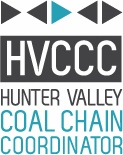 HVCCC
HUNTER VALLEY
COAL CHAIN
COORDINATOR